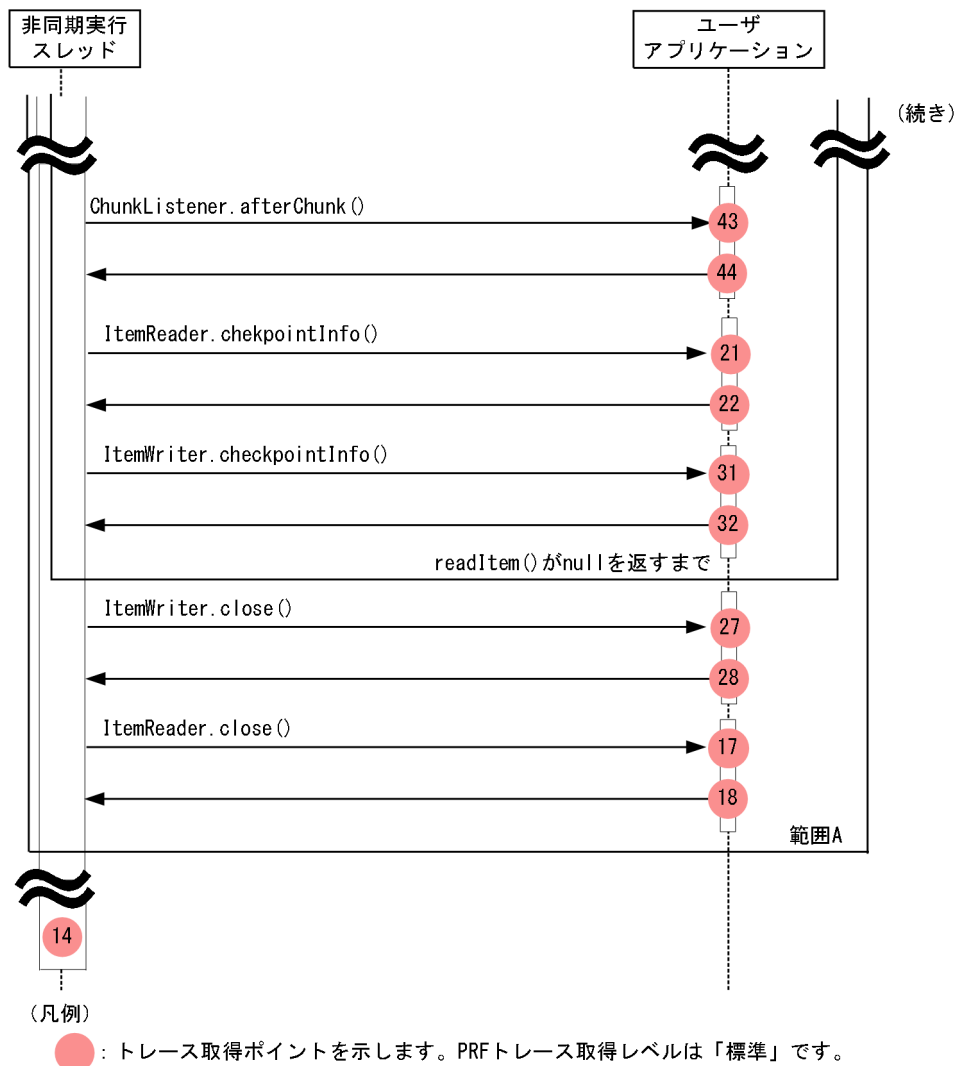 非同期実行
スレッド
ユーザ
アプリケーション
(続き)
ChunkListener.afterChunk()
43
44
ItemReader.chekpointInfo()
21
22
ItemWriter.checkpointInfo()
31
32
readItem()がnullを返すまで
ItemWriter.close()
27
28
ItemReader.close()
17
18
範囲A
14
(凡例)
：トレース取得ポイントを示します。PRFトレース取得レベルは「標準」です。